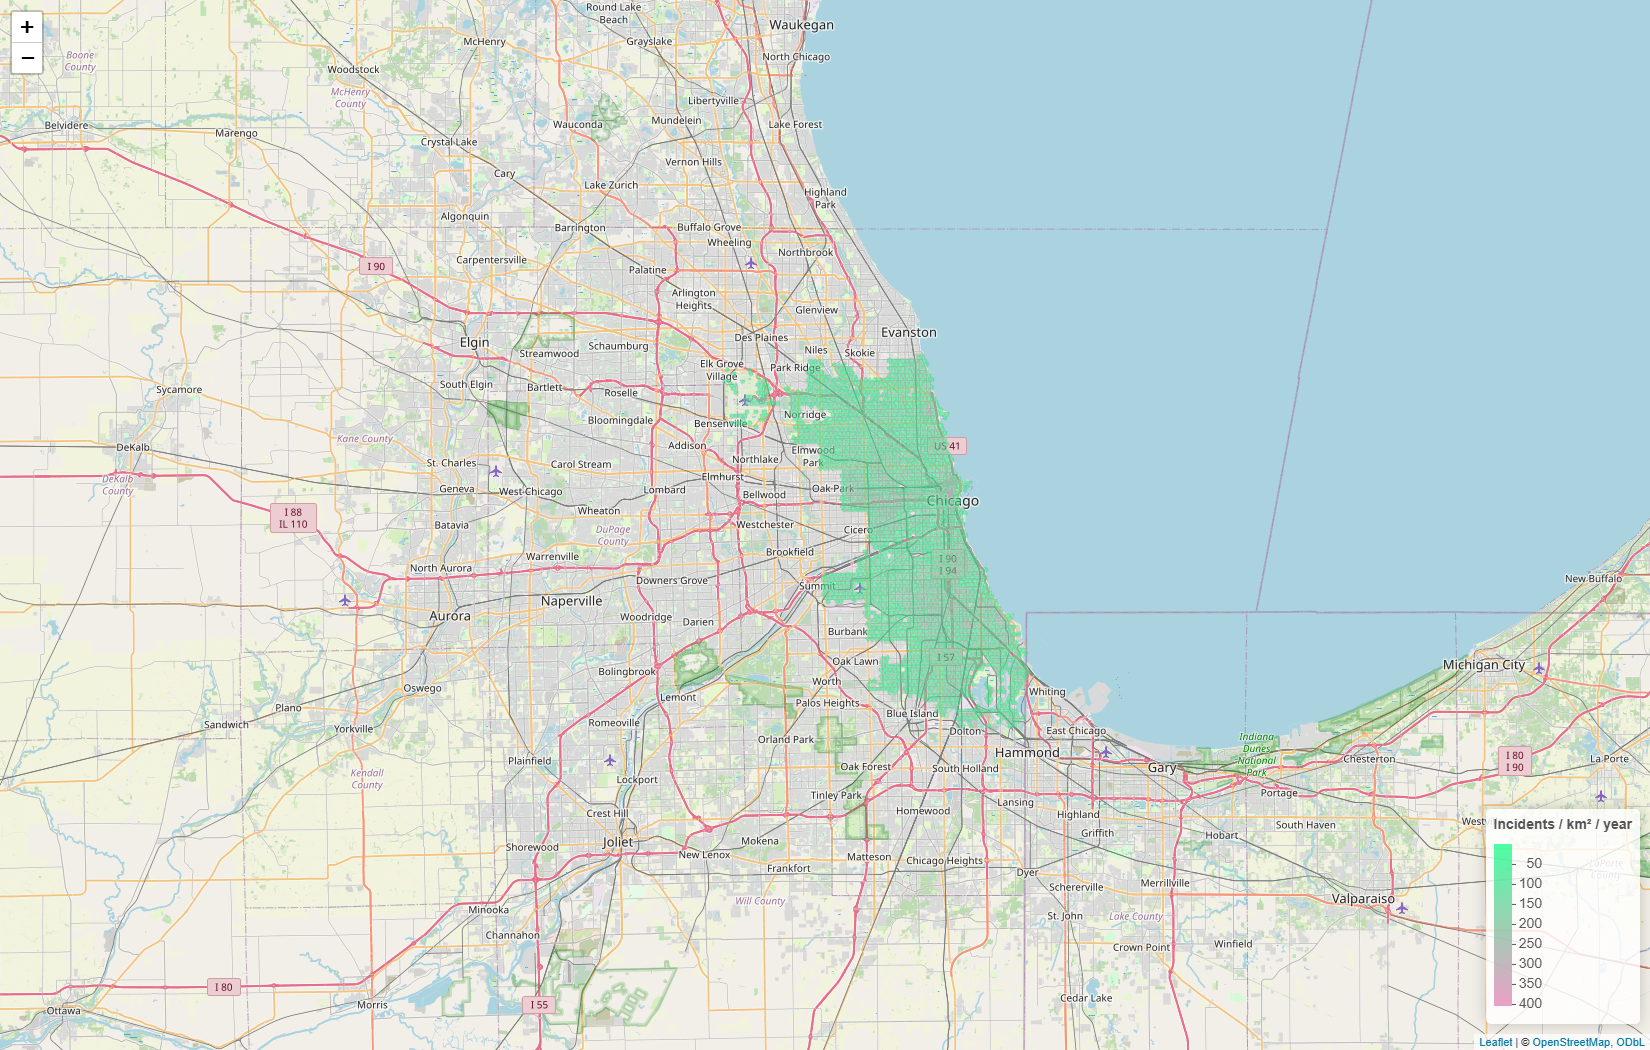 +
−
Round Lake
Beach
Waukegan
McHenry
Grayslake
Boone
County
Woodstock
North Chicago
McHenry
County
Libertyville
Belvidere
Marengo
Wauconda
Mundelein
Lake Forest
Crystal Lake
Vernon Hills
Cary
Lake Zurich
Highland
Park
Algonquin
Barrington
Buffalo Grove
Wheeling
Northbrook
I 90
Carpentersville
Palatine
Arlington
Heights
Glenview
Evanston
Elgin
Streamwood
Schaumburg
Des Plaines
Niles
Skokie
Elk Grove
Village
Park Ridge
Sycamore
South Elgin
Bartlett
Roselle
Bloomingdale
Bensenville
Norridge
Kane County
DeKalb
Addison
Elmwood
Park
US 41
St. Charles
Carol Stream
Northlake
DeKalb
County
Geneva
West Chicago
Lombard
Elmhurst
Bellwood
Oak Park
Chicago
I 88
IL 110
Batavia
Wheaton
DuPage
County
Westchester
Cicero
Warrenville
Brookfield
I 90
I 94
North Aurora
Downers Grove
Summit
New Buffalo
Aurora
Naperville
Woodridge
Darien
Burbank
Oak Lawn
I 57
Michigan City
Bolingbrook
Oswego
Lemont
Worth
Whiting
Plano
Palos Heights
Sandwich
Yorkville
Romeoville
Blue Island
Dolton
East Chicago
Orland Park
Hammond
Indiana
Dunes
National
Park
Plainfield
Kendall
County
Lockport
Oak Forest
South Holland
Gary
Chesterton
I 80
I 90
La Porte
Tinley Park
Lansing
Portage
Crest Hill
Homewood
Highland
South Haven
Griffith
Hobart
Shorewood
Joliet
Mokena
New Lenox
Frankfort
Matteson
Chicago Heights
Dyer
Schererville
Merrillville
LaPorte
County
Will County
Valparaiso
Minooka
St. John
Lake County
Channahon
Crown Point
Winfield
I 80
Morris
I 55
Cedar Lake
Ottawa
Incidents / km² / year
50
100
150
200
250
300
350
400
Leaflet | © OpenStreetMap, ODbL